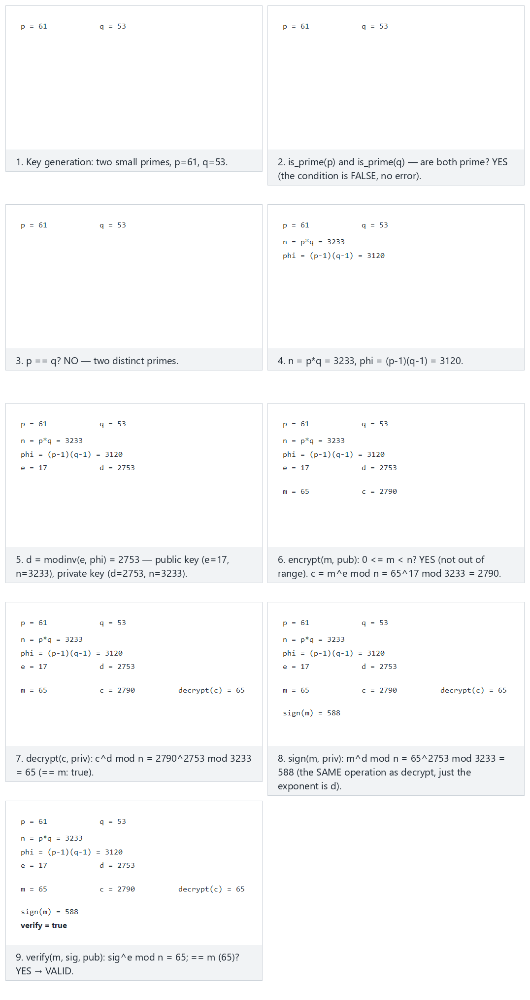 p = 61 q = 53
1. Key generation: two small primes, p=61, q=53.
p = 61 q = 53
2. is_prime(p) and is_prime(q) — are both prime? YES
(the condition is FALSE, no error).
p = 61 q = 53
3. p == q? NO — two distinct primes.
p = 61 q = 53
n = p*q = 3233
phi = (p-1)(q-1) = 3120
4. n = p*q = 3233, phi = (p-1)(q-1) = 3120.
p = 61 q = 53
n = p*q = 3233
phi = (p-1)(q-1) = 3120
e = 17 d = 2753
5. d = modinv(e, phi) = 2753 — public key (e=17,
n=3233), private key (d=2753, n=3233).
p = 61 q = 53
n = p*q = 3233
phi = (p-1)(q-1) = 3120
e = 17 d = 2753
m = 65 c = 2790
6. encrypt(m, pub): 0 <= m < n? YES (not out of
range). c = m^e mod n = 65^17 mod 3233 = 2790.
p = 61 q = 53
n = p*q = 3233
phi = (p-1)(q-1) = 3120
e = 17 d = 2753
m = 65 c = 2790 decrypt(c) = 65
7. decrypt(c, priv): c^d mod n = 2790^2753 mod 3233
= 65 (== m: true).
p = 61 q = 53
n = p*q = 3233
phi = (p-1)(q-1) = 3120
e = 17 d = 2753
m = 65 c = 2790 decrypt(c) = 65
sign(m) = 588
8. sign(m, priv): m^d mod n = 65^2753 mod 3233 =
588 (the SAME operation as decrypt, just the
exponent is d).
p = 61 q = 53
n = p*q = 3233
phi = (p-1)(q-1) = 3120
e = 17 d = 2753
m = 65 c = 2790 decrypt(c) = 65
sign(m) = 588
verify = true
9. verify(m, sig, pub): sig^e mod n = 65; == m (65)?
YES → VALID.